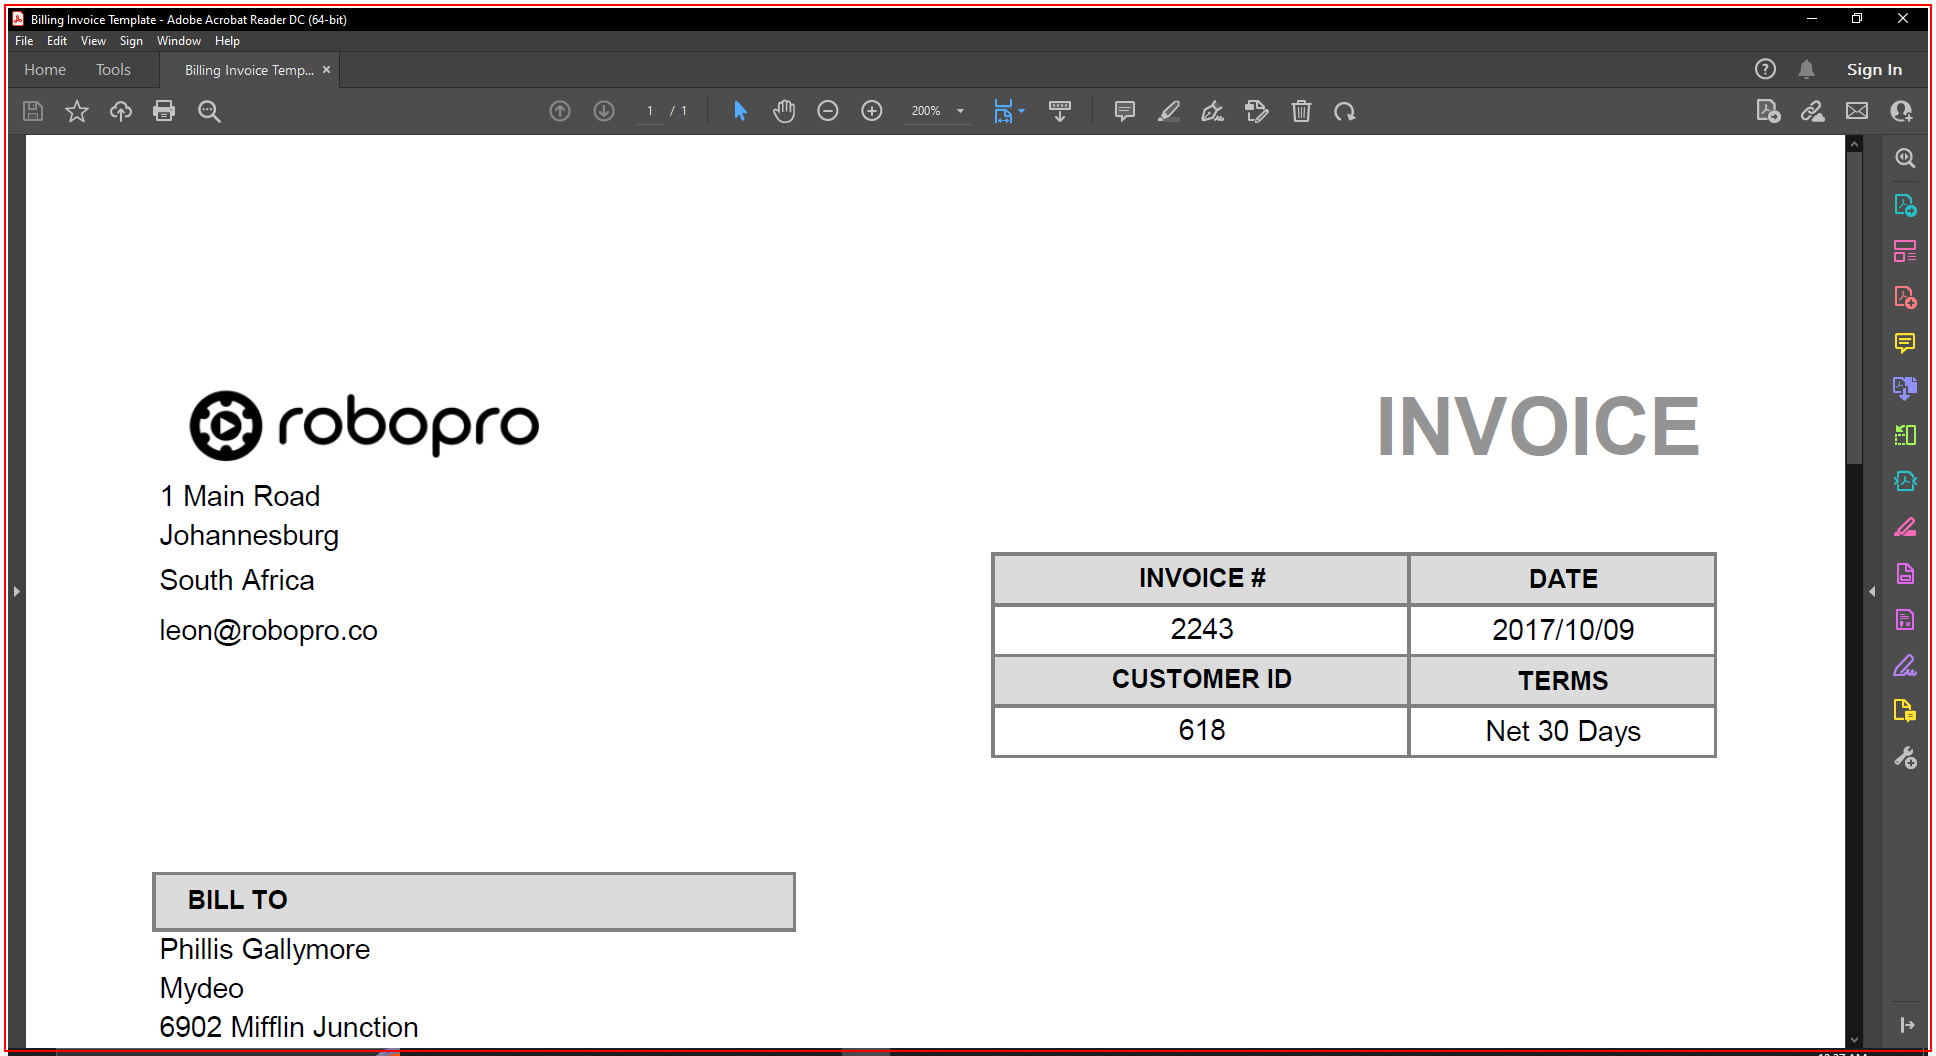 Billing Invoice Template - Adobe Acrobat Reader DC (64-bit)
File Edit View Sign Window Help
Home Tools Billing Invoice Temp... Sign In
1 / 1 200%
robopro
INVOICE
1 Main Road
Johannesburg
South Africa
leon@robopro.co
INVOICE # DATE
2243 2017/10/09
CUSTOMER ID TERMS
618 Net 30 Days
BILL TO
Phillis Gallymore
Mydeo
6902 Mifflin Junction